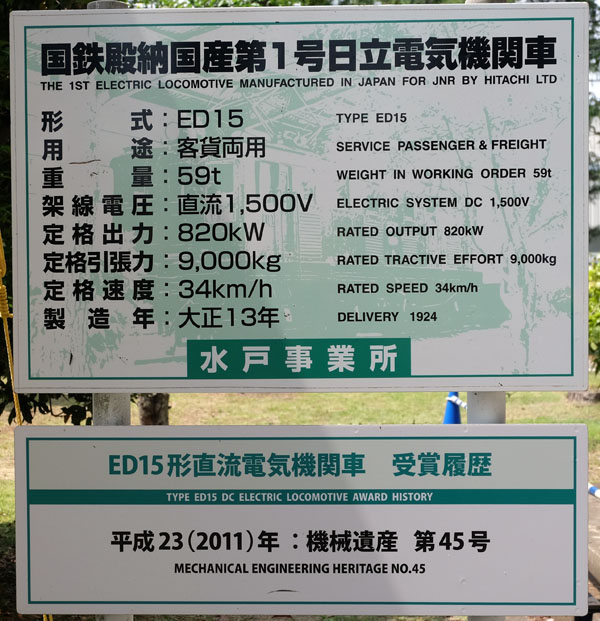 国鉄殿納国産第1号日立電気機関車
THE 1ST ELECTRIC LOCOMOTIVE MANUFACTURED IN JAPAN FOR JNR BY HITACHI LTD
形式：ED15 TYPE ED15
用途：客貨両用 SERVICE PASSENGER & FREIGHT
重量：59t WEIGHT IN WORKING ORDER 59t
架線電圧：直流1,500V ELECTRIC SYSTEM DC 1,500V
定格出力：820kW RATED OUTPUT 820kW
定格引張力：9,000kg RATED TRACTIVE EFFORT 9,000kg
定格速度：34km/h RATED SPEED 34km/h
製造年：大正13年 DELIVERY 1924
水戸事業所
ED15形直流電気機関車 受賞履歴
TYPE ED15 DC ELECTRIC LOCOMOTIVE AWARD HISTORY
平成23(2011)年：機械遺産 第45号
MECHANICAL ENGINEERING HERITAGE NO.45